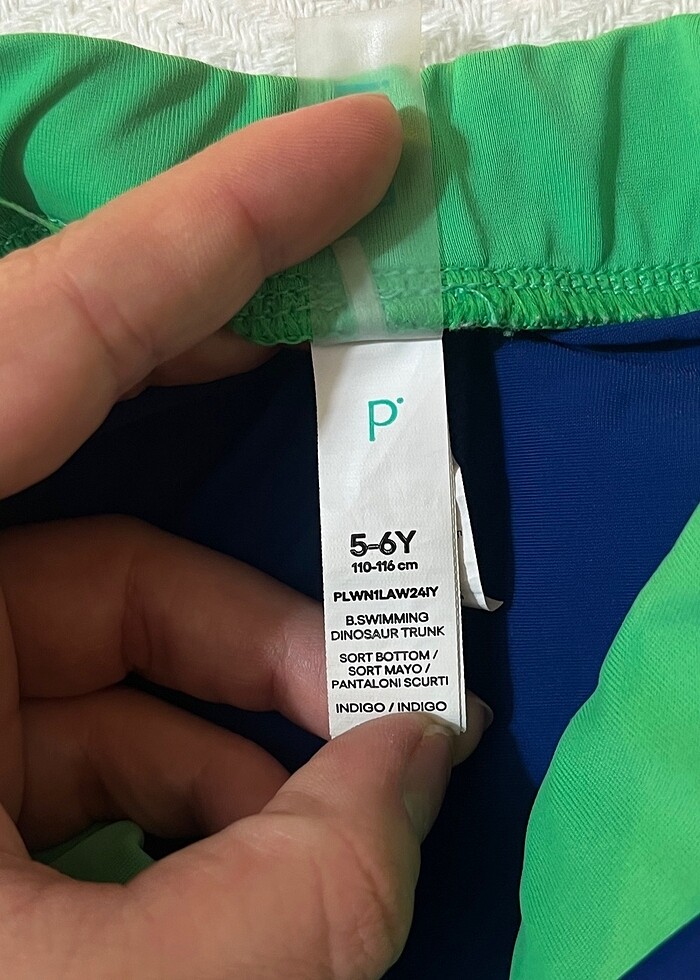 p
5-6Y
110-116 cm
PLWN1LAW24IY
B.SWIMMING
DINOSAUR TRUNK
SORT BOTTOM /
SORT MAYO /
PANTALONI SCURTI
INDIGO / INDIGO